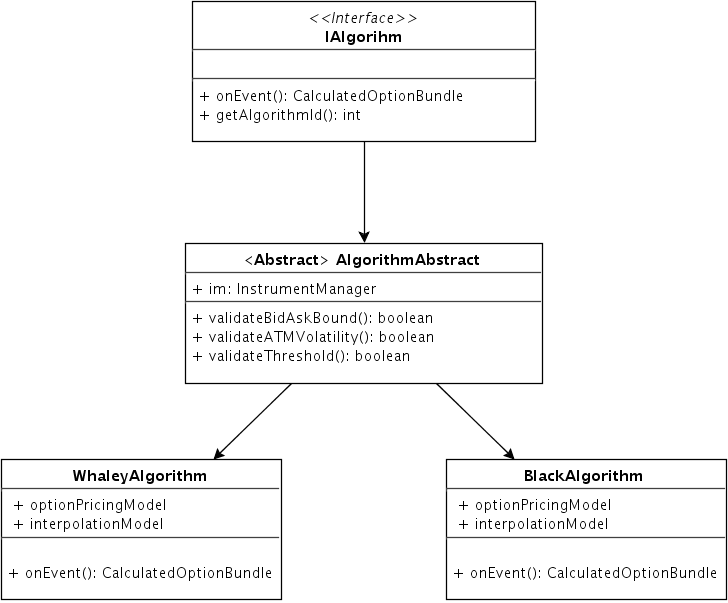 <<Interface>>
IAlgorihm
+ onEvent(): CalculatedOptionBundle
+ getAlgorithmId(): int
<Abstract> AlgorithmAbstract
+ im: InstrumentManager
+ validateBidAskBound(): boolean
+ validateATMVolatility(): boolean
+ validateThreshold(): boolean
WhaleyAlgorithm
+ optionPricingModel
+ interpolationModel
+ onEvent(): CalculatedOptionBundle
BlackAlgorithm
+ optionPricingModel
+ interpolationModel
+ onEvent(): CalculatedOptionBundle